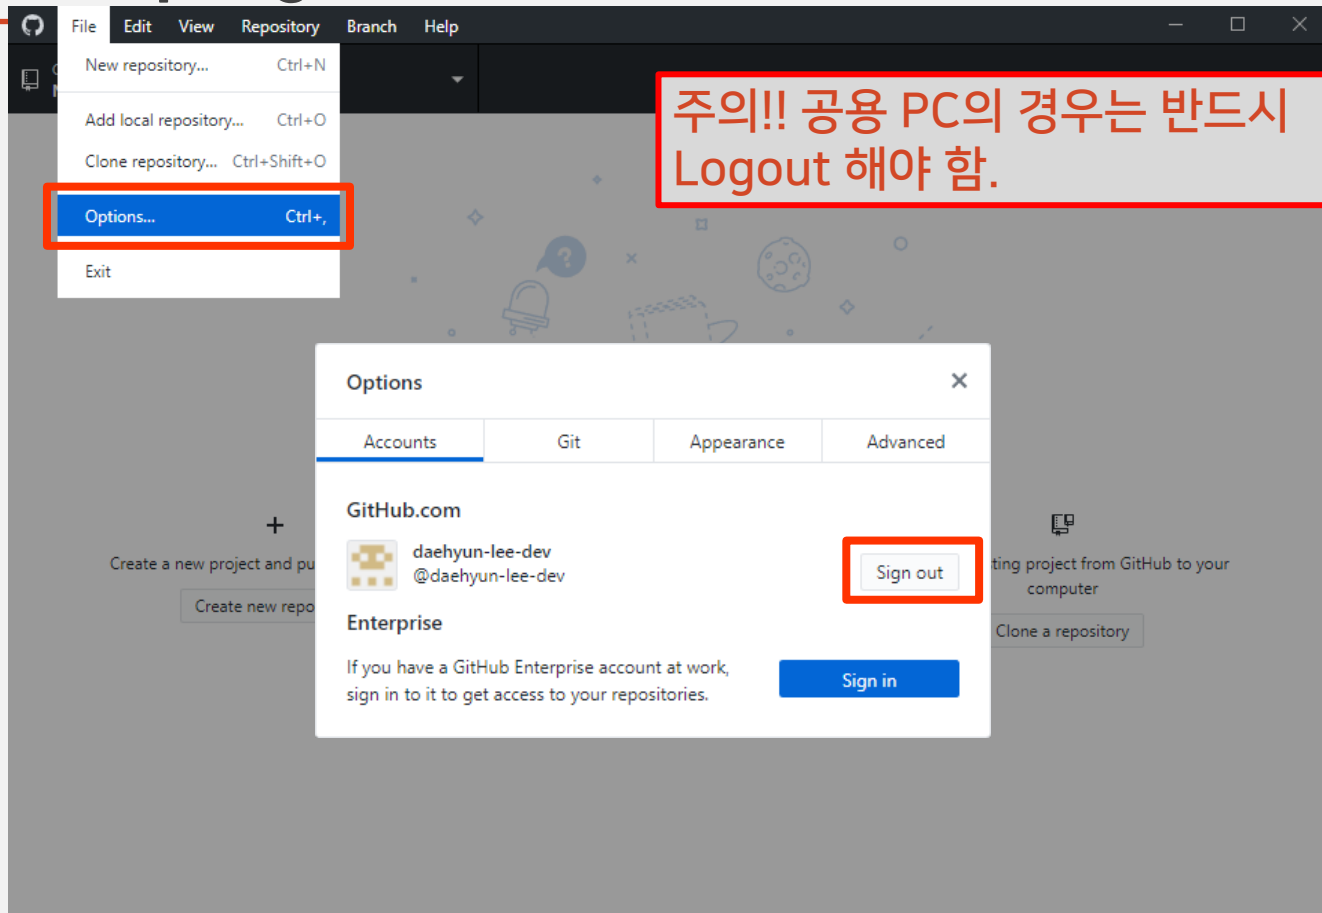 File Edit View Repository Branch Help
New repository... Ctrl+N
Add local repository... Ctrl+O
Clone repository... Ctrl+Shift+O
Options... Ctrl+,
Exit
주의!! 공용 PC의 경우는 반드시
Logout 해야 함.
?
Options
Accounts Git Appearance Advanced
GitHub.com
daehyun-lee-dev
@daehyun-lee-dev
Sign out
Enterprise
If you have a GitHub Enterprise account at work,
sign in to it to get access to your repositories.
Sign in
Create a new project and pu
Create new repo
ting project from GitHub to your
computer
Clone a repository